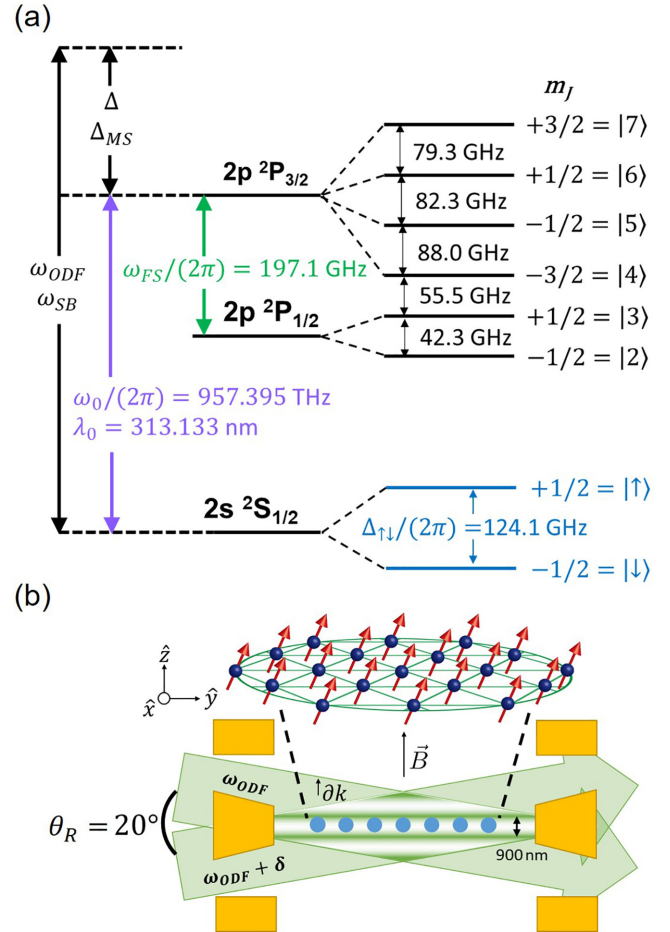 (a)
Δ
Δ_MS
ω_ODF
ω_SB
ω_0/(2π) = 957.395 THz
λ_0 = 313.133 nm
ω_FS/(2π) = 197.1 GHz
2p ²P_3/2
2p ²P_1/2
2s ²S_1/2
m_J
+3/2 = |7⟩
79.3 GHz
+1/2 = |6⟩
82.3 GHz
−1/2 = |5⟩
88.0 GHz
−3/2 = |4⟩
55.5 GHz
+1/2 = |3⟩
42.3 GHz
−1/2 = |2⟩
+1/2 = |↑⟩
Δ_↑↓/(2π) =124.1 GHz
−1/2 = |↓⟩
(b)
ẑ
x̂
ŷ
B⃗
ω_ODF
∂k
θ_R = 20°
900 nm
ω_ODF + δ